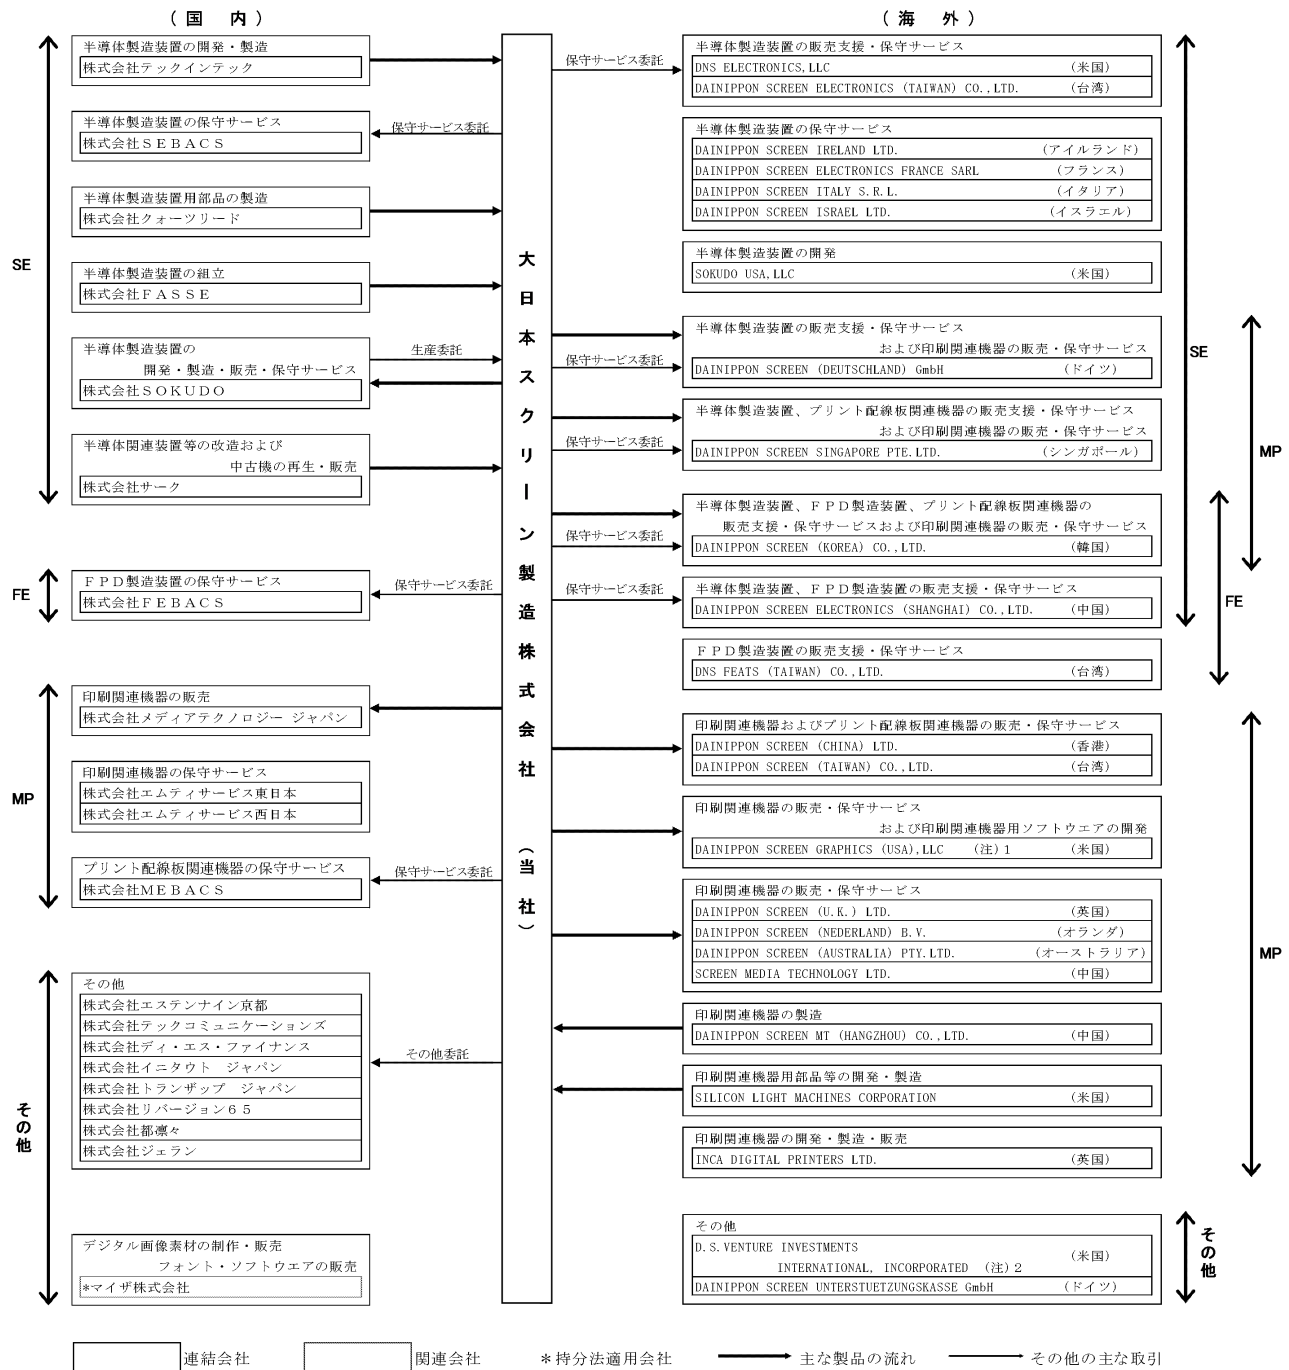 （ 国 内 ）
SE
半導体製造装置の開発・製造
株式会社テックインテック
半導体製造装置の保守サービス
株式会社ＳＥＢＡＣＳ
保守サービス委託
半導体製造装置用部品の製造
株式会社クォーツリード
半導体製造装置の組立
株式会社ＦＡＳＳＥ
半導体製造装置の
開発・製造・販売・保守サービス
株式会社ＳＯＫＵＤＯ
生産委託
半導体関連装置等の改造および
中古機の再生・販売
株式会社サーク
FE
ＦＰＤ製造装置の保守サービス
株式会社ＦＥＢＡＣＳ
保守サービス委託
MP
印刷関連機器の販売
株式会社メディアテクノロジー ジャパン
印刷関連機器の保守サービス
株式会社エムティサービス東日本
株式会社エムティサービス西日本
プリント配線板関連機器の保守サービス
株式会社ＭＥＢＡＣＳ
保守サービス委託
その他
その他
株式会社エステンナイン京都
株式会社テックコミュニケーションズ
株式会社ディ・エス・ファイナンス
株式会社イニタウト　ジャパン
株式会社トランザップ　ジャパン
株式会社リバージョン６５
株式会社都凛々
株式会社ジェラン
その他委託
デジタル画像素材の制作・販売
フォント・ソフトウエアの販売
*マイザ株式会社
大日本スクリーン製造株式会社（当社）
（ 海 外 ）
保守サービス委託
半導体製造装置の販売支援・保守サービス
DNS ELECTRONICS,LLC （米国）
DAINIPPON SCREEN ELECTRONICS (TAIWAN) CO.,LTD. （台湾）
半導体製造装置の保守サービス
DAINIPPON SCREEN IRELAND LTD. （アイルランド）
DAINIPPON SCREEN ELECTRONICS FRANCE SARL （フランス）
DAINIPPON SCREEN ITALY S.R.L. （イタリア）
DAINIPPON SCREEN ISRAEL LTD. （イスラエル）
半導体製造装置の開発
SOKUDO USA,LLC （米国）
SE
半導体製造装置の販売支援・保守サービス
および印刷関連機器の販売・保守サービス
保守サービス委託
DAINIPPON SCREEN (DEUTSCHLAND) GmbH （ドイツ）
半導体製造装置、プリント配線板関連機器の販売支援・保守サービス
および印刷関連機器の販売・保守サービス
保守サービス委託
DAINIPPON SCREEN SINGAPORE PTE.LTD. （シンガポール）
MP
半導体製造装置、ＦＰＤ製造装置、プリント配線板関連機器の
販売支援・保守サービスおよび印刷関連機器の販売・保守サービス
保守サービス委託
DAINIPPON SCREEN (KOREA) CO.,LTD. （韓国）
保守サービス委託
半導体製造装置、ＦＰＤ製造装置の販売支援・保守サービス
DAINIPPON SCREEN ELECTRONICS (SHANGHAI) CO.,LTD. （中国）
FE
ＦＰＤ製造装置の販売支援・保守サービス
DNS FEATS (TAIWAN) CO.,LTD. （台湾）
印刷関連機器およびプリント配線板関連機器の販売・保守サービス
DAINIPPON SCREEN (CHINA) LTD. （香港）
DAINIPPON SCREEN (TAIWAN) CO.,LTD. （台湾）
印刷関連機器の販売・保守サービス
および印刷関連機器用ソフトウエアの開発
DAINIPPON SCREEN GRAPHICS (USA),LLC （注）1 （米国）
印刷関連機器の販売・保守サービス
DAINIPPON SCREEN (U.K.) LTD. （英国）
DAINIPPON SCREEN (NEDERLAND) B.V. （オランダ）
DAINIPPON SCREEN (AUSTRALIA) PTY.LTD. （オーストラリア）
SCREEN MEDIA TECHNOLOGY LTD. （中国）
MP
印刷関連機器の製造
DAINIPPON SCREEN MT (HANGZHOU) CO.,LTD. （中国）
印刷関連機器用部品等の開発・製造
SILICON LIGHT MACHINES CORPORATION （米国）
印刷関連機器の開発・製造・販売
INCA DIGITAL PRINTERS LTD. （英国）
その他
D.S.VENTURE INVESTMENTS
INTERNATIONAL, INCORPORATED （注）2 （米国）
DAINIPPON SCREEN UNTERSTUETZUNGSKASSE GmbH （ドイツ）
その他
連結会社 関連会社 ＊持分法適用会社 主な製品の流れ その他の主な取引